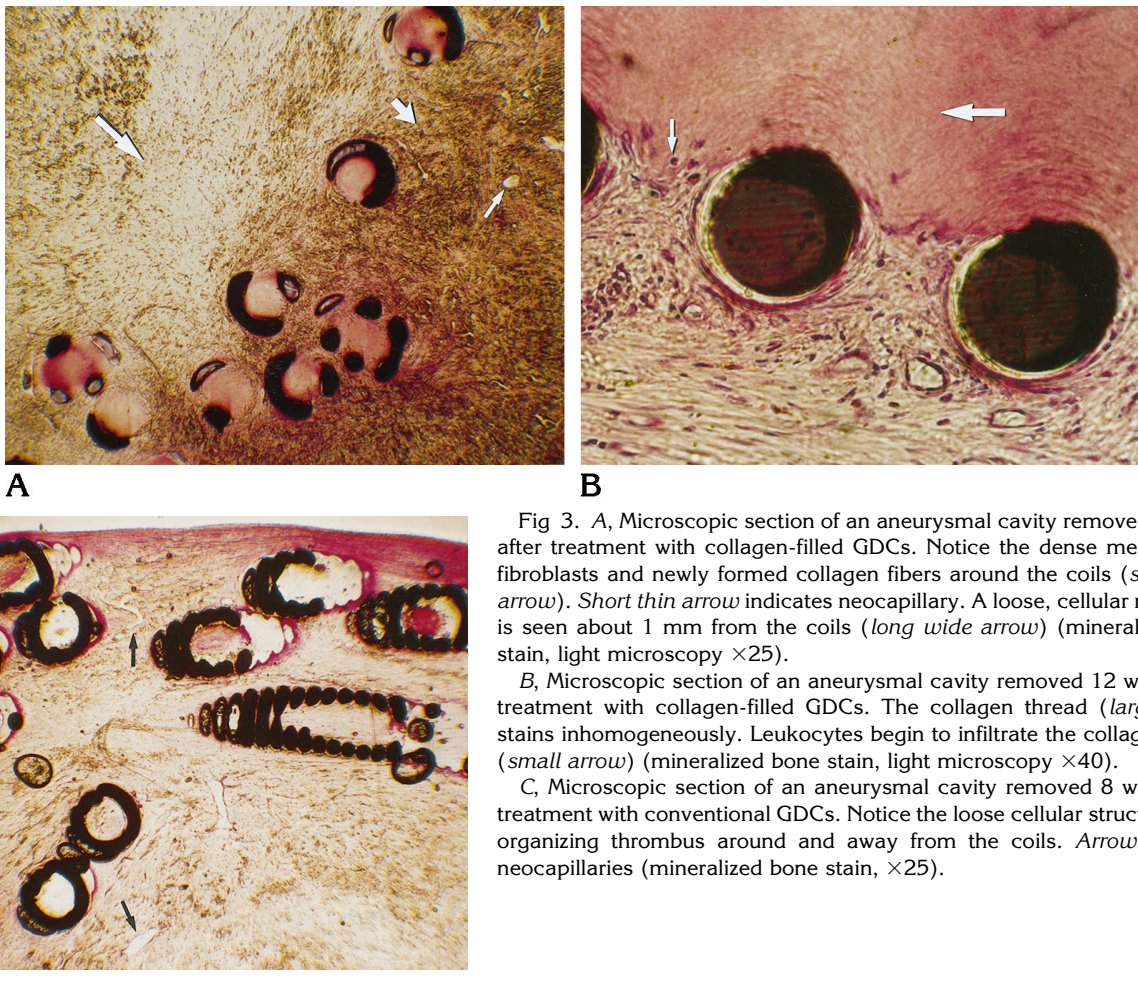 A
B
Fig 3. A, Microscopic section of an aneurysmal cavity remove
after treatment with collagen-filled GDCs. Notice the dense me
fibroblasts and newly formed collagen fibers around the coils (s
arrow). Short thin arrow indicates neocapillary. A loose, cellular
is seen about 1 mm from the coils (long wide arrow) (mineral
stain, light microscopy ×25).
B, Microscopic section of an aneurysmal cavity removed 12 w
treatment with collagen-filled GDCs. The collagen thread (larg
stains inhomogeneously. Leukocytes begin to infiltrate the collag
(small arrow) (mineralized bone stain, light microscopy ×40).
C, Microscopic section of an aneurysmal cavity removed 8 w
treatment with conventional GDCs. Notice the loose cellular struc
organizing thrombus around and away from the coils. Arrow
neocapillaries (mineralized bone stain, ×25).